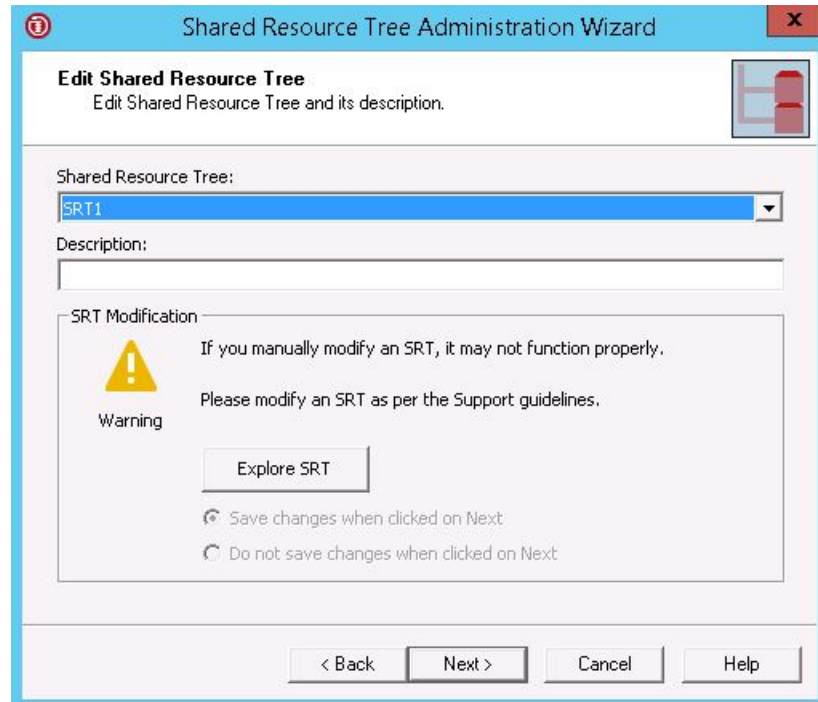 Shared Resource Tree Administration Wizard
x
Edit Shared Resource Tree
Edit Shared Resource Tree and its description.
Shared Resource Tree:
SRT1
Description:
SRT Modification
If you manually modify an SRT, it may not function properly.
Please modify an SRT as per the Support guidelines.
Warning
Explore SRT
Save changes when clicked on Next
Do not save changes when clicked on Next
< Back
Next >
Cancel
Help